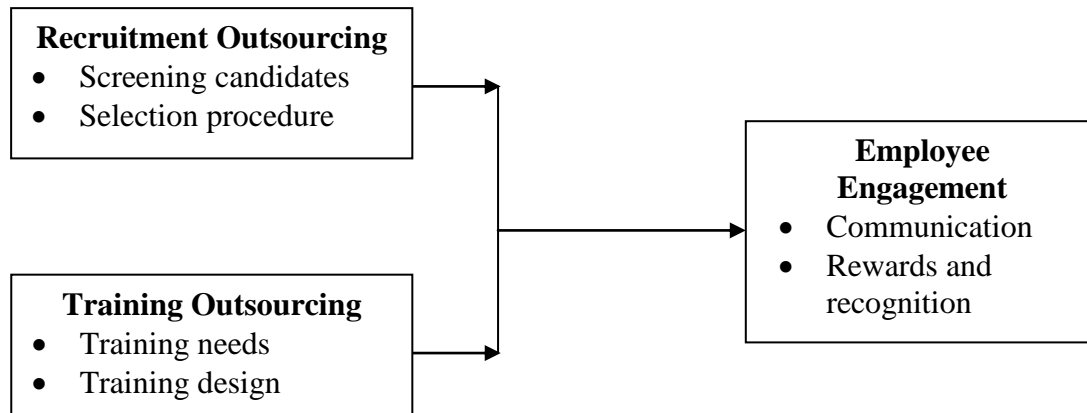 Recruitment Outsourcing
• Screening candidates
• Selection procedure
Employee
Engagement
• Communication
• Rewards and
recognition
Training Outsourcing
• Training needs
• Training design